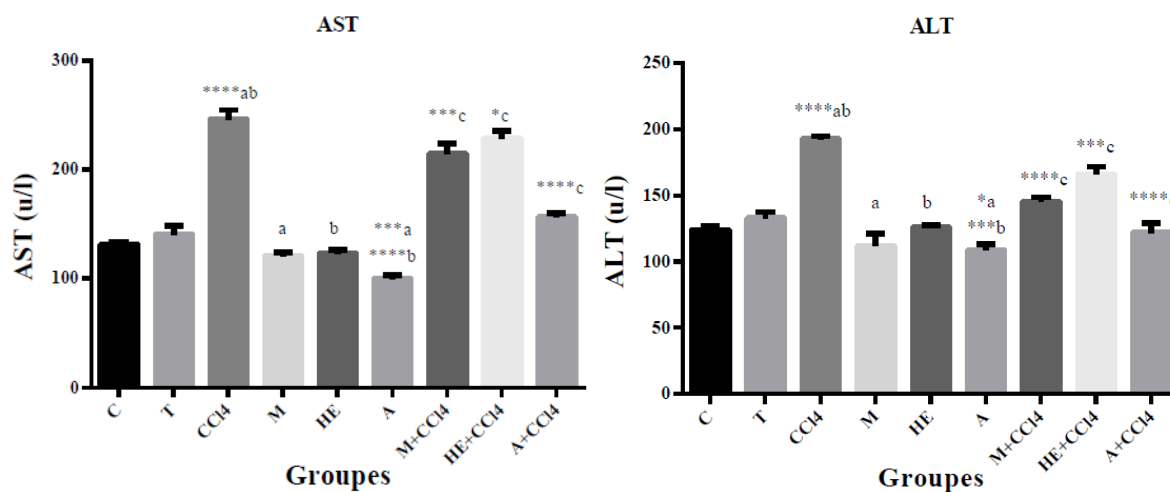 AST
AST (u/l)
300
200
100
0
****ab
a
b
***a
****b
***c
*c
****c
C
T
CCl4
M
HE
A
M+CCl4
HE+CCl4
A+CCl4
Groupes
ALT
ALT (u/l)
250
200
150
100
50
0
****ab
a
b
*a
***b
****c
***c
****
C
T
CCl4
M
HE
A
M+CCl4
HE+CCl4
A+CCl4
Groupes